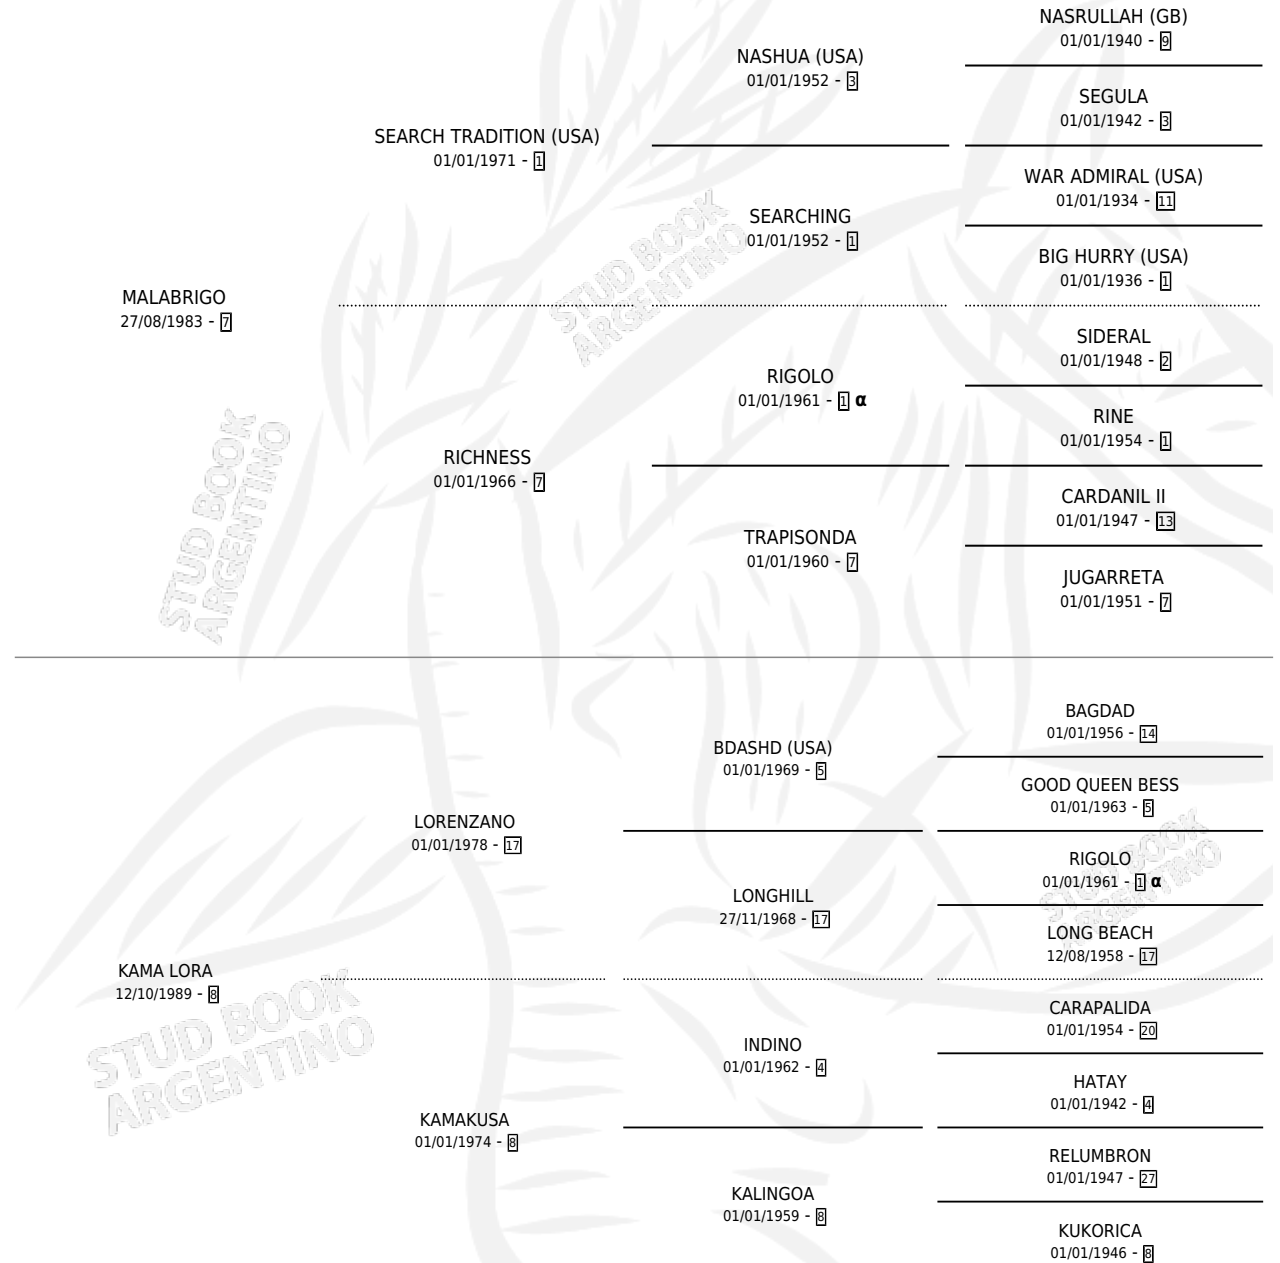 NASRULLAH (GB)
01/01/1940 - 9
NASHUA (USA)
01/01/1952 - 3
SEGULA
01/01/1942 - 3
SEARCH TRADITION (USA)
01/01/1971 - 1
WAR ADMIRAL (USA)
01/01/1934 - 11
SEARCHING
01/01/1952 - 1
BIG HURRY (USA)
01/01/1936 - 1
MALABRIGO
27/08/1983 - 7
SIDERAL
01/01/1948 - 2
RIGOLO
01/01/1961 - 1 α
RINE
01/01/1954 - 1
RICHNESS
01/01/1966 - 7
CARDANIL II
01/01/1947 - 13
TRAPISONDA
01/01/1960 - 7
JUGARRETA
01/01/1951 - 7
BAGDAD
01/01/1956 - 14
BDASHD (USA)
01/01/1969 - 5
GOOD QUEEN BESS
01/01/1963 - 5
LORENZANO
01/01/1978 - 17
RIGOLO
01/01/1961 - 1 α
LONGHILL
27/11/1968 - 17
LONG BEACH
12/08/1958 - 17
KAMA LORA
12/10/1989 - 8
CARAPALIDA
01/01/1954 - 20
INDINO
01/01/1962 - 4
HATAY
01/01/1942 - 4
KAMAKUSA
01/01/1974 - 8
RELUMBRON
01/01/1947 - 27
KALINGOA
01/01/1959 - 8
KUKORICA
01/01/1946 - 8
STUD BOOK
ARGENTINO
STUD BOOK
ARGENTINO
STUD BOOK
ARGENTINO
STUD BOOK
ARGENTINO